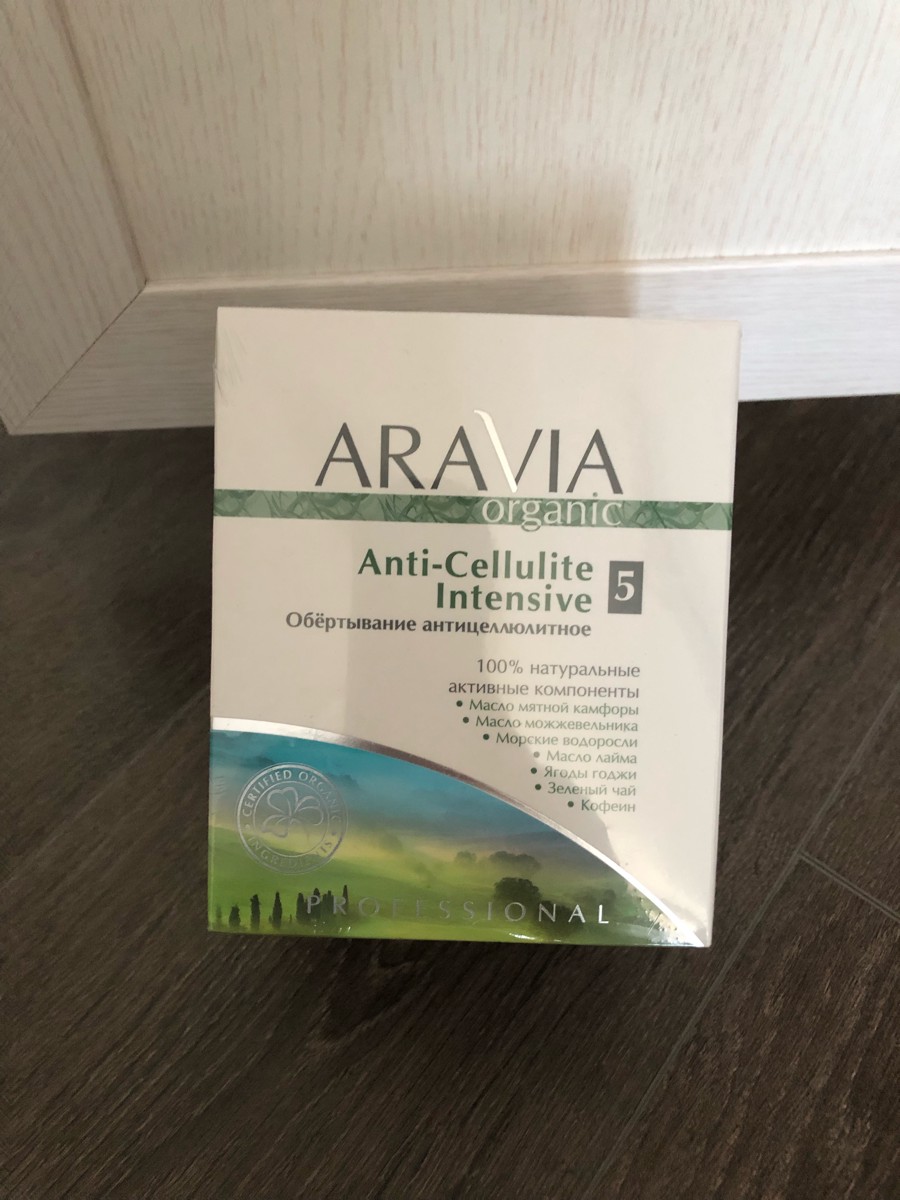 ARAVIA
organic
Anti-Cellulite
Intensive
5
Обёртывание антицеллюлитное
100% натуральные
активные компоненты
• Масло мятной камфоры
• Масло можжевельника
• Морские водоросли
• Масло лайма
• Ягоды годжи
• Зеленый чай
• Кофеин
CERTIFIED ORGANIC
INGREDIENTS
PROFESSIONAL